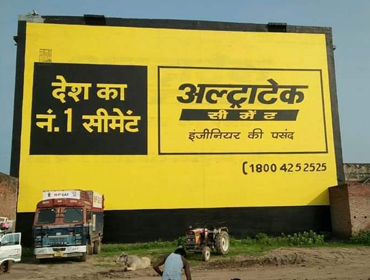 देश का
नं.1 सीमेंट
अल्ट्राटेक
सी में ट
इंजीनियर की पसंद
1800 425 2525